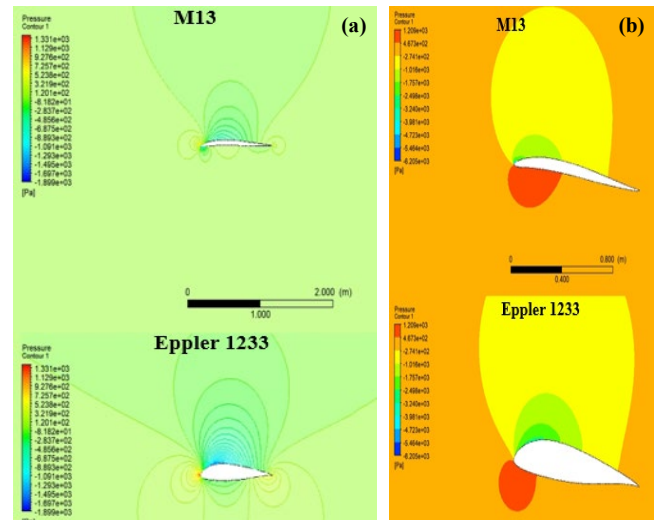 M13
(a)
Pressure
Contour 1
1.331e+03
1.129e+03
9.276e+02
7.257e+02
5.238e+02
3.219e+02
1.201e+02
-8.182e+01
-2.837e+02
-4.856e+02
-6.875e+02
-8.893e+02
-1.091e+03
-1.293e+03
-1.495e+03
-1.697e+03
-1.899e+03
[Pa]
0
2.000 (m)
1.000
Eppler 1233
Pressure
Contour 1
1.331e+03
1.129e+03
9.276e+02
7.257e+02
5.238e+02
3.219e+02
1.201e+02
-8.182e+01
-2.837e+02
-4.856e+02
-6.875e+02
-8.893e+02
-1.091e+03
-1.293e+03
-1.495e+03
-1.697e+03
-1.899e+03
[Pa]
M13
(b)
Pressure
Contour 1
1.209e+03
4.673e+02
-2.741e+02
-1.016e+03
-1.757e+03
-2.498e+03
-3.240e+03
-3.981e+03
-4.723e+03
-5.464e+03
-6.205e+03
[Pa]
0
0.800 (m)
0.400
Eppler 1233
Pressure
Contour 1
1.209e+03
4.673e+02
-2.741e+02
-1.016e+03
-1.757e+03
-2.498e+03
-3.240e+03
-3.981e+03
-4.723e+03
-5.464e+03
-6.205e+03
[Pa]